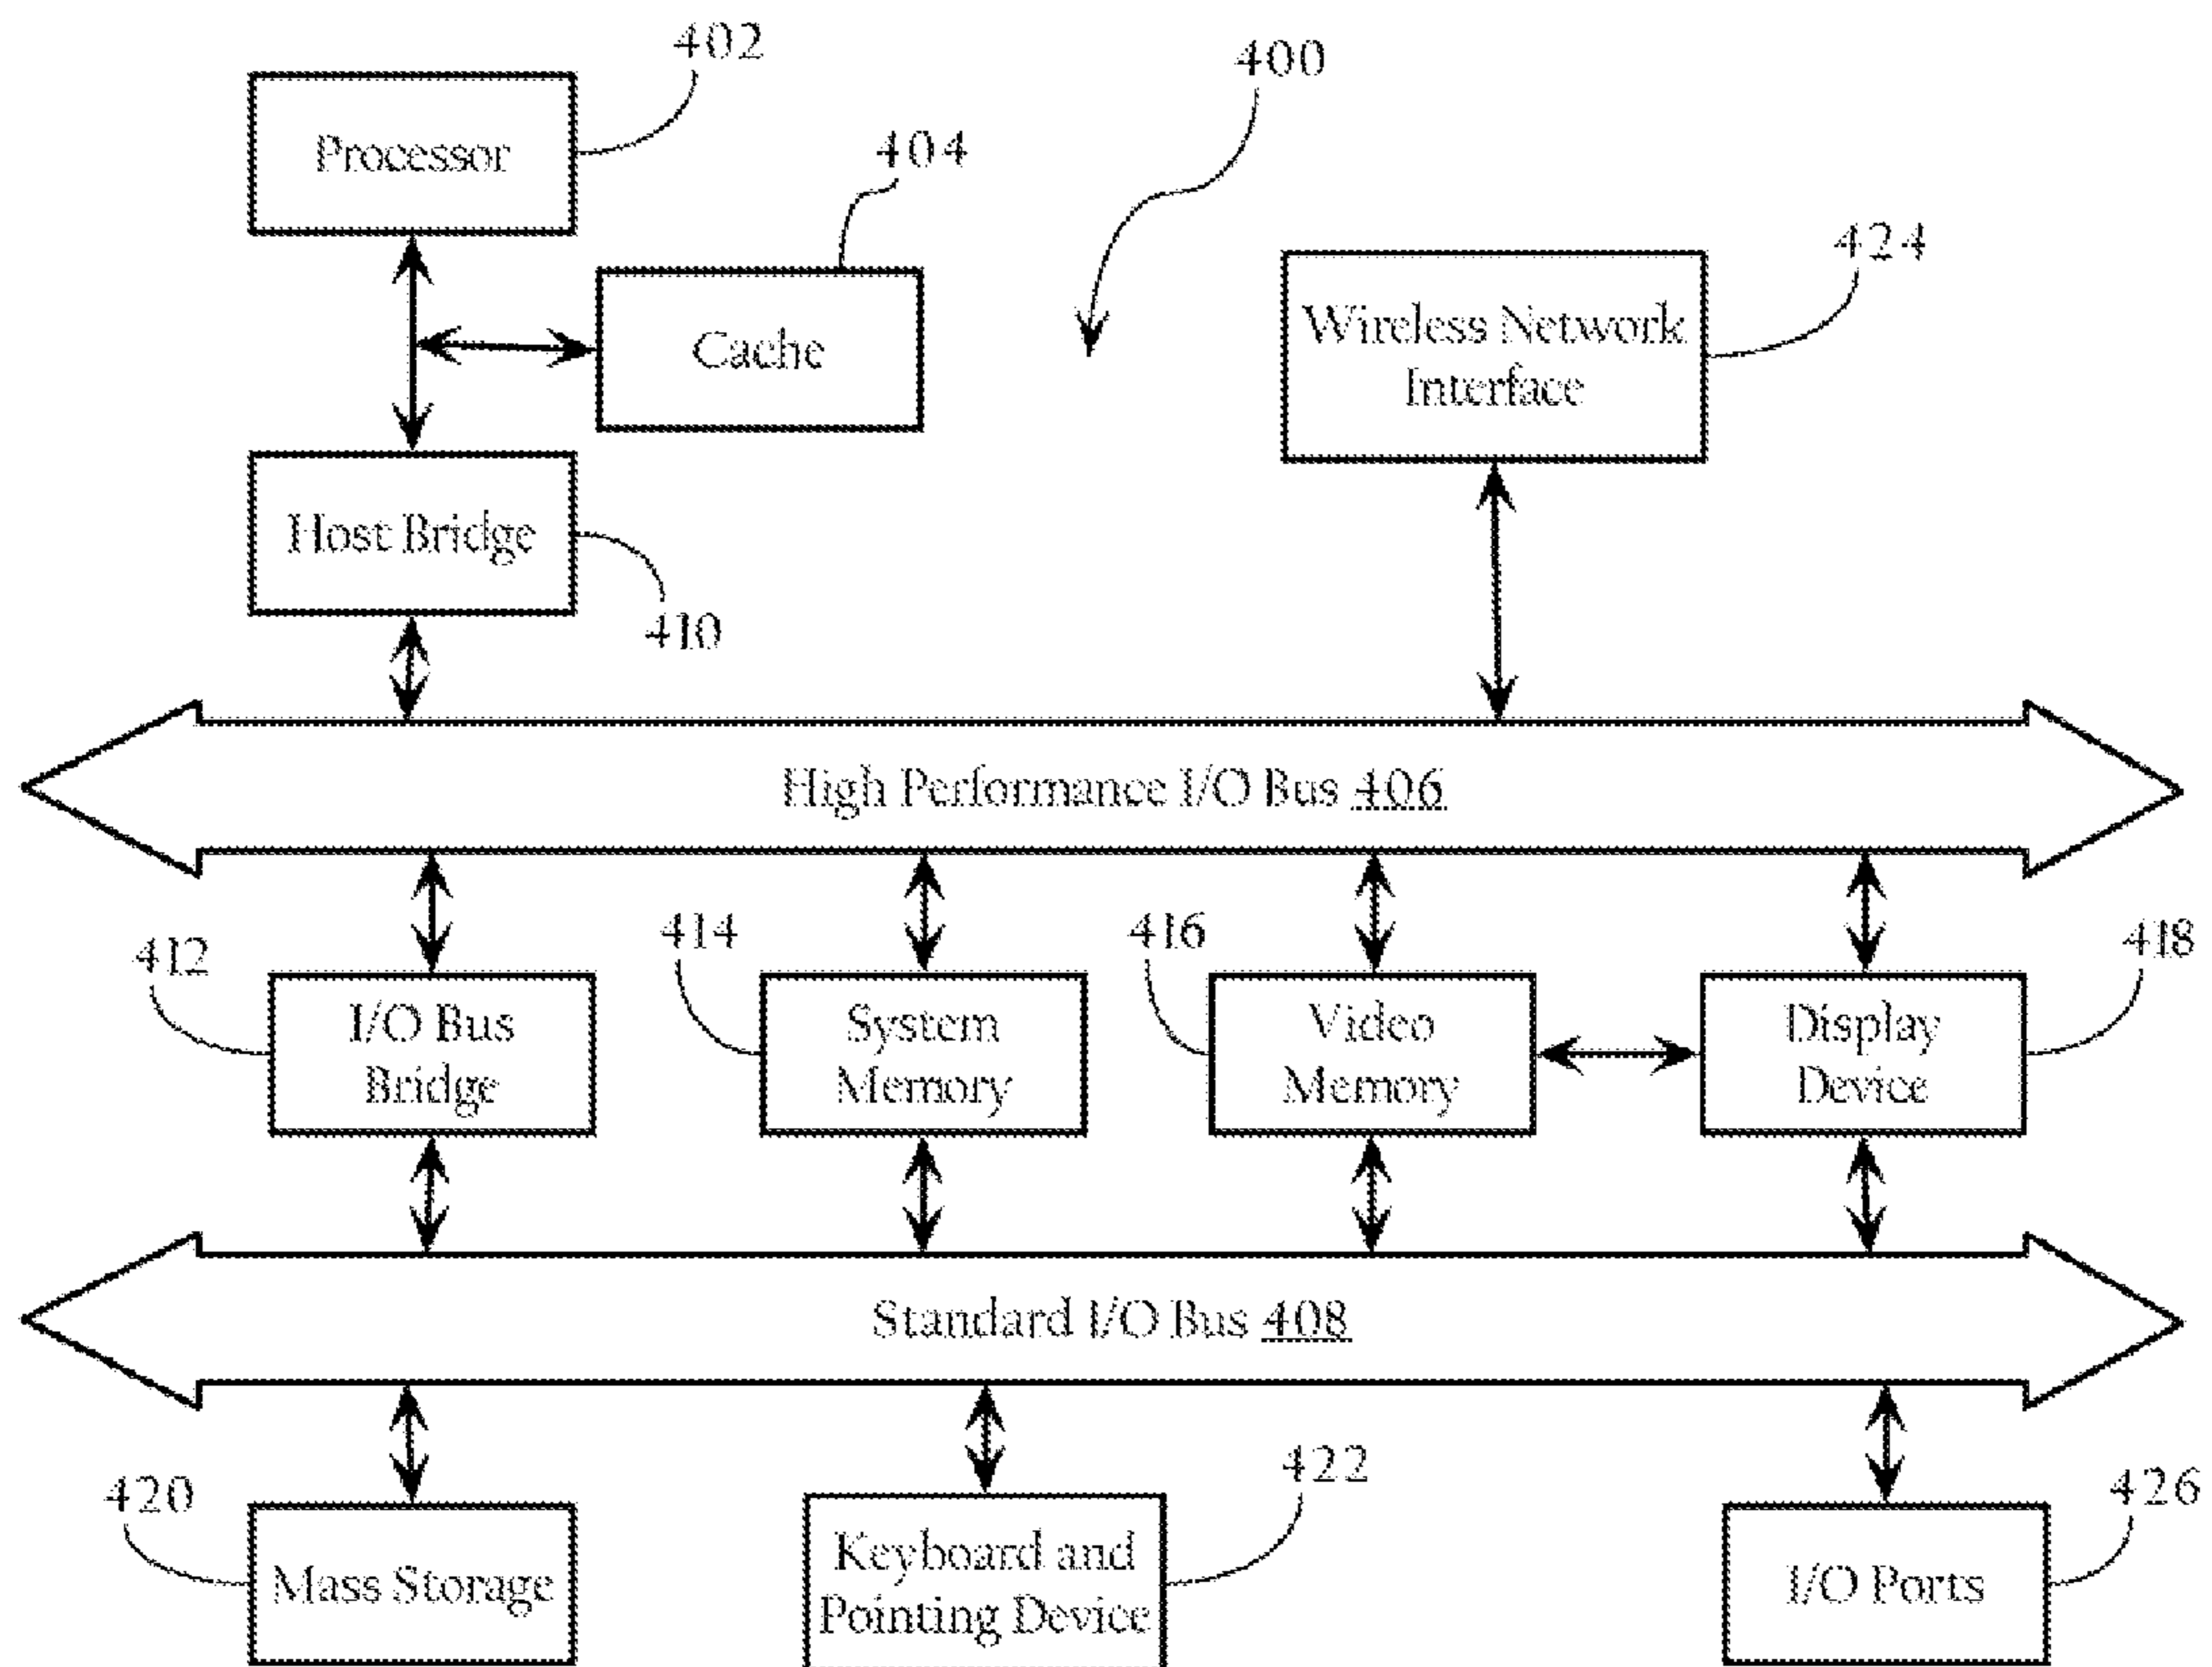 402
400
Processor
404
424
Cache
Wireless Network
Interface
Host Bridge
410
High Performance I/O Bus 406
412
414
416
418
I/O Bus
Bridge
System
Memory
Video
Memory
Display
Device
Standard I/O Bus 408
420
422
426
Mass Storage
Keyboard and
Pointing Device
I/O Ports